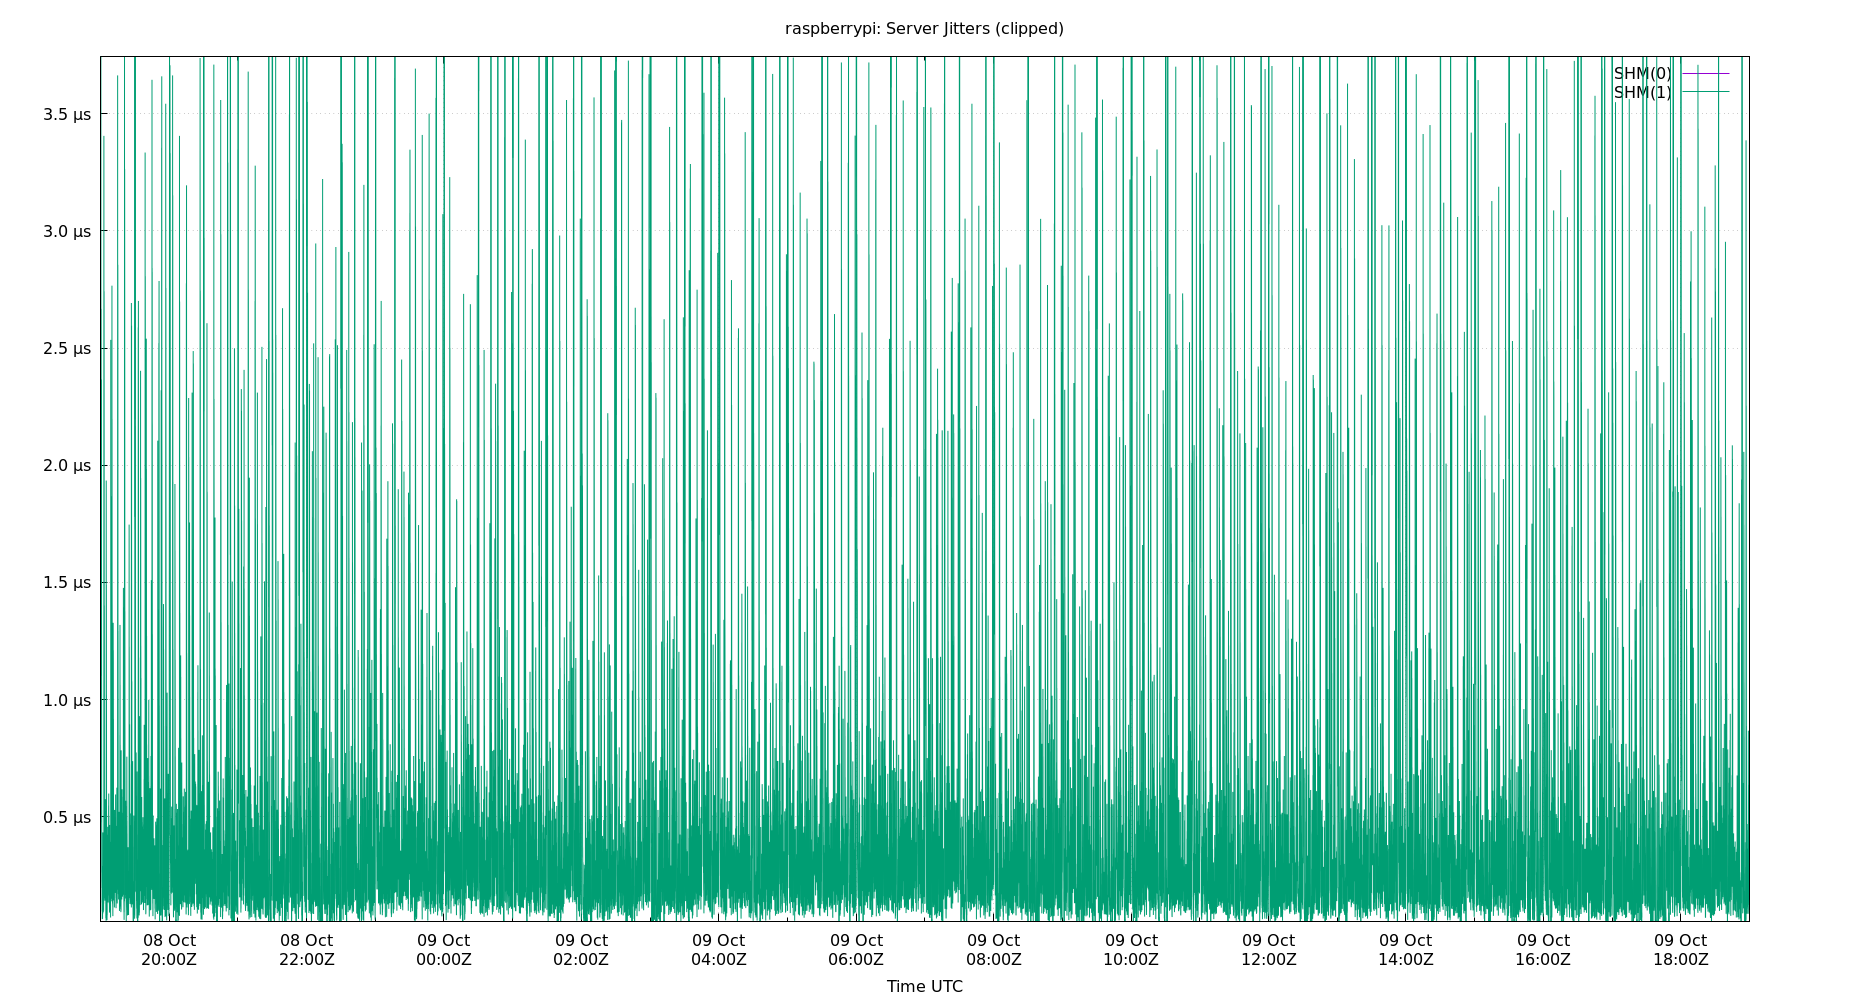 raspberrypi: Server Jitters (clipped)
SHM(0)
SHM(1)
3.5 µs
3.0 µs
2.5 µs
2.0 µs
1.5 µs
1.0 µs
0.5 µs
08 Oct 08 Oct 09 Oct 09 Oct 09 Oct 09 Oct 09 Oct 09 Oct 09 Oct 09 Oct 09 Oct 09 Oct
20:00Z 22:00Z 00:00Z 02:00Z 04:00Z 06:00Z 08:00Z 10:00Z 12:00Z 14:00Z 16:00Z 18:00Z
Time UTC